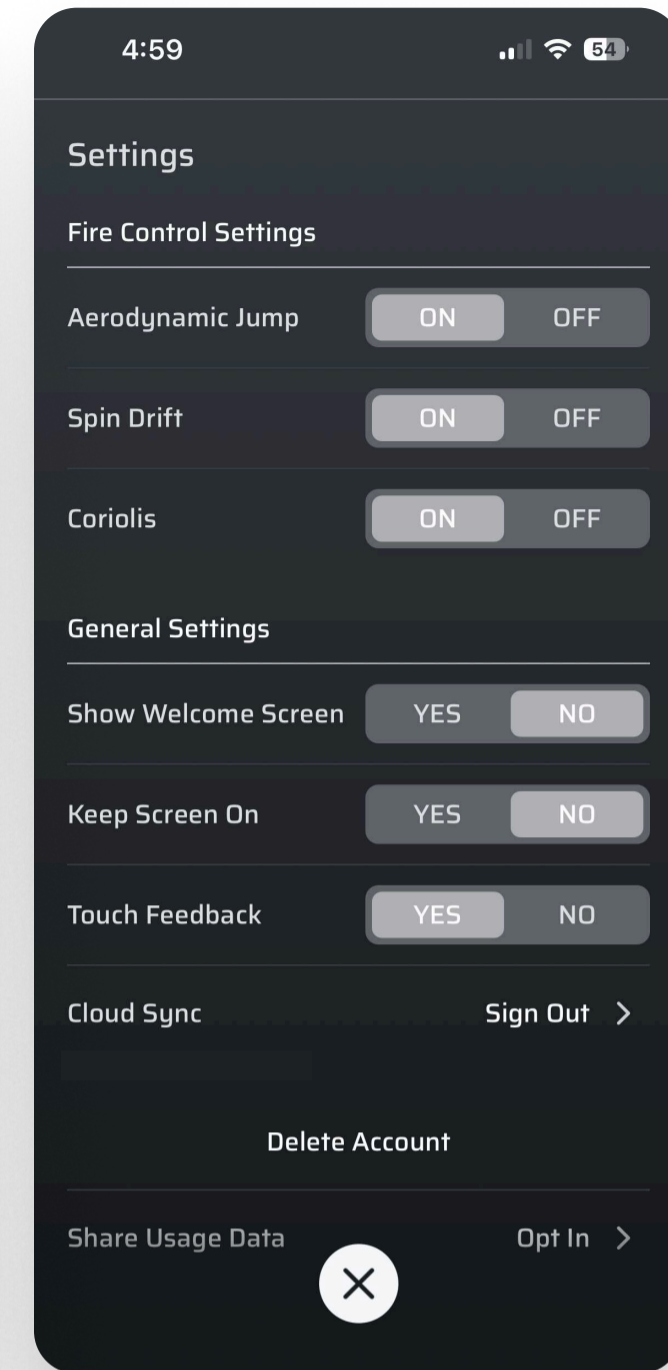 4:59
54
Settings
Fire Control Settings
Aerodynamic Jump ON OFF
Spin Drift ON OFF
Coriolis ON OFF
General Settings
Show Welcome Screen YES NO
Keep Screen On YES NO
Touch Feedback YES NO
Cloud Sync Sign Out
Delete Account
Share Usage Data Opt In